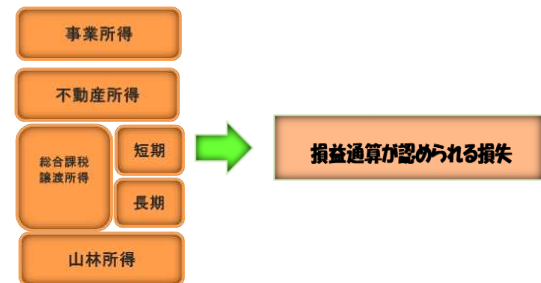 事業所得
不動産所得
総合課税
譲渡所得
短期
長期
山林所得
損益通算が認められる損失